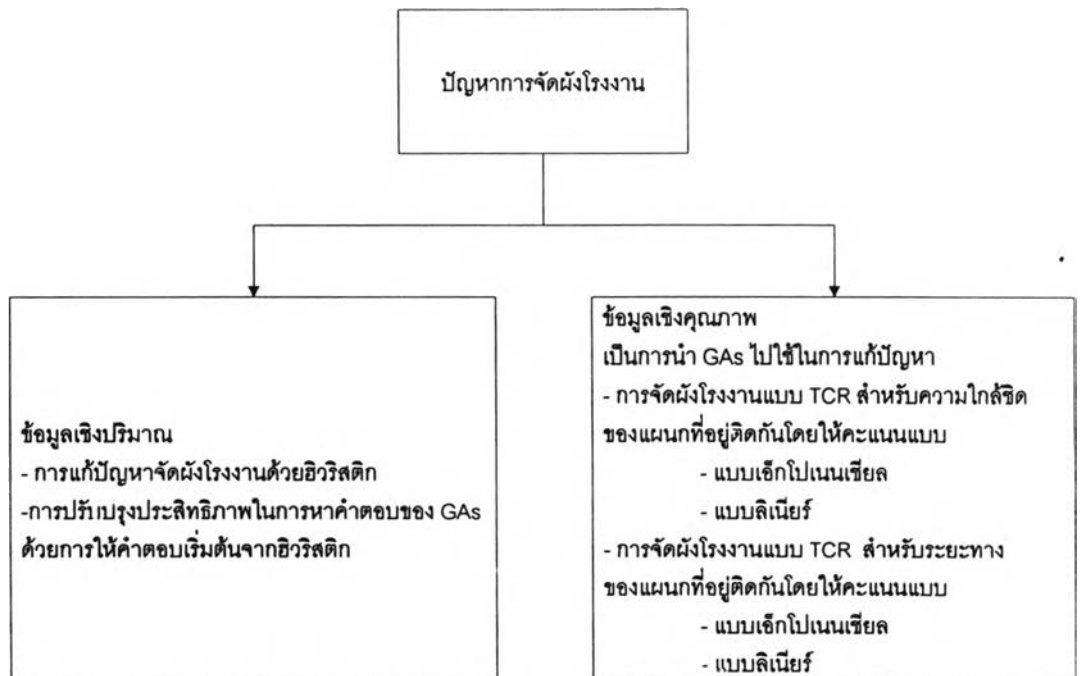 ปัญหาการจัดผังโรงงาน
ข้อมูลเชิงปริมาณ
- การแก้ปัญหาจัดผังโรงงานด้วยฮิวริสติก
-การปรับปรุงประสิทธิภาพในการหาคำตอบของ GAs
ด้วยการให้คำตอบเริ่มต้นจากฮิวริสติก
ข้อมูลเชิงคุณภาพ
เป็นการนำ GAs ไปใช้ในการแก้ปัญหา
- การจัดผังโรงงานแบบ TCR สำหรับความใกล้ชิด
ของแผนกที่อยู่ติดกันโดยให้คะแนนแบบ
- แบบเอ็กโปเนนเชียล
- แบบลิเนียร์
- การจัดผังโรงงานแบบ TCR สำหรับระยะทาง
ของแผนกที่อยู่ติดกันโดยให้คะแนนแบบ
- แบบเอ็กโปเนนเชียล
- แบบลิเนียร์